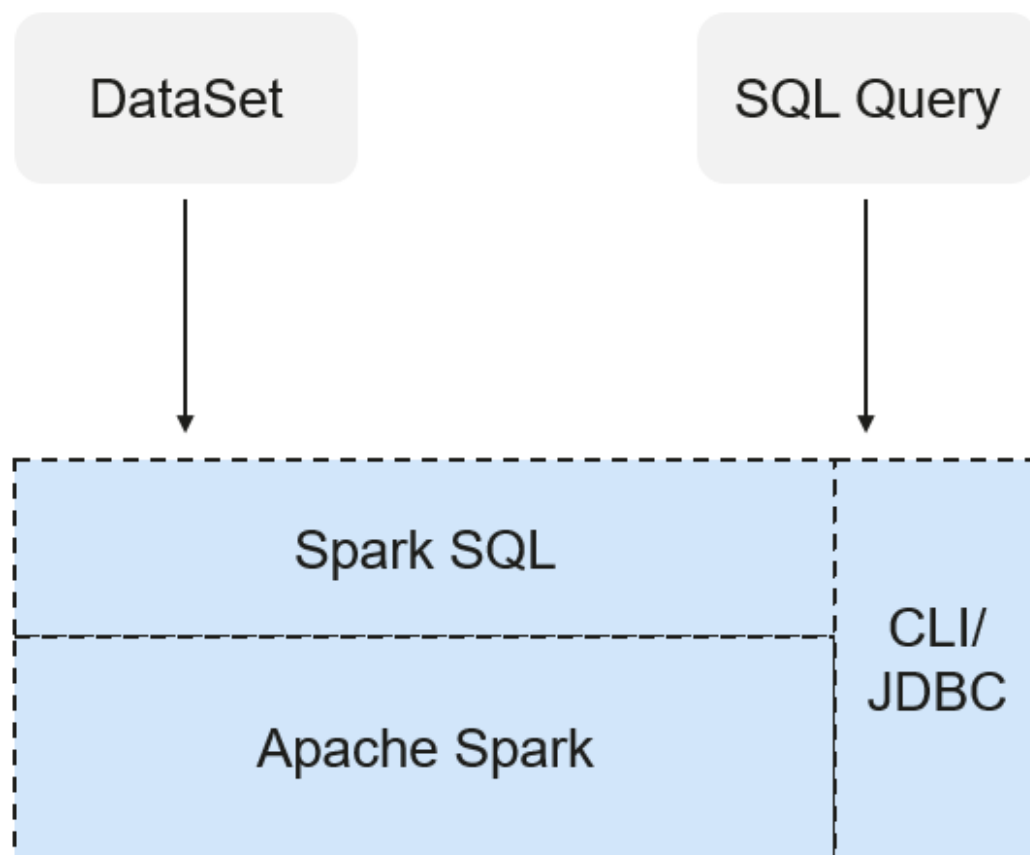 DataSet
SQL Query
Spark SQL
CLI/
JDBC
Apache Spark